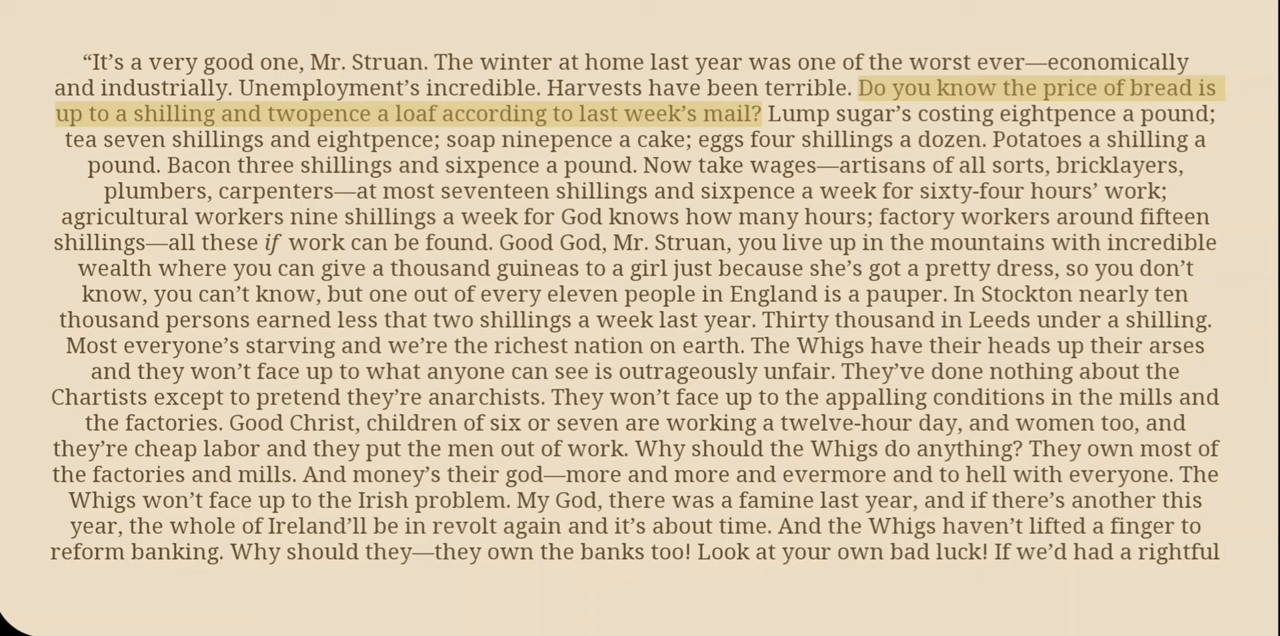 “It’s a very good one, Mr. Struan. The winter at home last year was one of the worst ever—economically
and industrially. Unemployment’s incredible. Harvests have been terrible. Do you know the price of bread is
up to a shilling and twopence a loaf according to last week’s mail? Lump sugar’s costing eightpence a pound;
tea seven shillings and eightpence; soap ninepence a cake; eggs four shillings a dozen. Potatoes a shilling a
pound. Bacon three shillings and sixpence a pound. Now take wages—artisans of all sorts, bricklayers,
plumbers, carpenters—at most seventeen shillings and sixpence a week for sixty-four hours’ work;
agricultural workers nine shillings a week for God knows how many hours; factory workers around fifteen
shillings—all these if work can be found. Good God, Mr. Struan, you live up in the mountains with incredible
wealth where you can give a thousand guineas to a girl just because she’s got a pretty dress, so you don’t
know, you can’t know, but one out of every eleven people in England is a pauper. In Stockton nearly ten
thousand persons earned less that two shillings a week last year. Thirty thousand in Leeds under a shilling.
Most everyone’s starving and we’re the richest nation on earth. The Whigs have their heads up their arses
and they won’t face up to what anyone can see is outrageously unfair. They’ve done nothing about the
Chartists except to pretend they’re anarchists. They won’t face up to the appalling conditions in the mills and
the factories. Good Christ, children of six or seven are working a twelve-hour day, and women too, and
they’re cheap labor and they put the men out of work. Why should the Whigs do anything? They own most of
the factories and mills. And money’s their god—more and more and evermore and to hell with everyone. The
Whigs won’t face up to the Irish problem. My God, there was a famine last year, and if there’s another this
year, the whole of Ireland’ll be in revolt again and it’s about time. And the Whigs haven’t lifted a finger to
reform banking. Why should they—they own the banks too! Look at your own bad luck! If we’d had a rightful